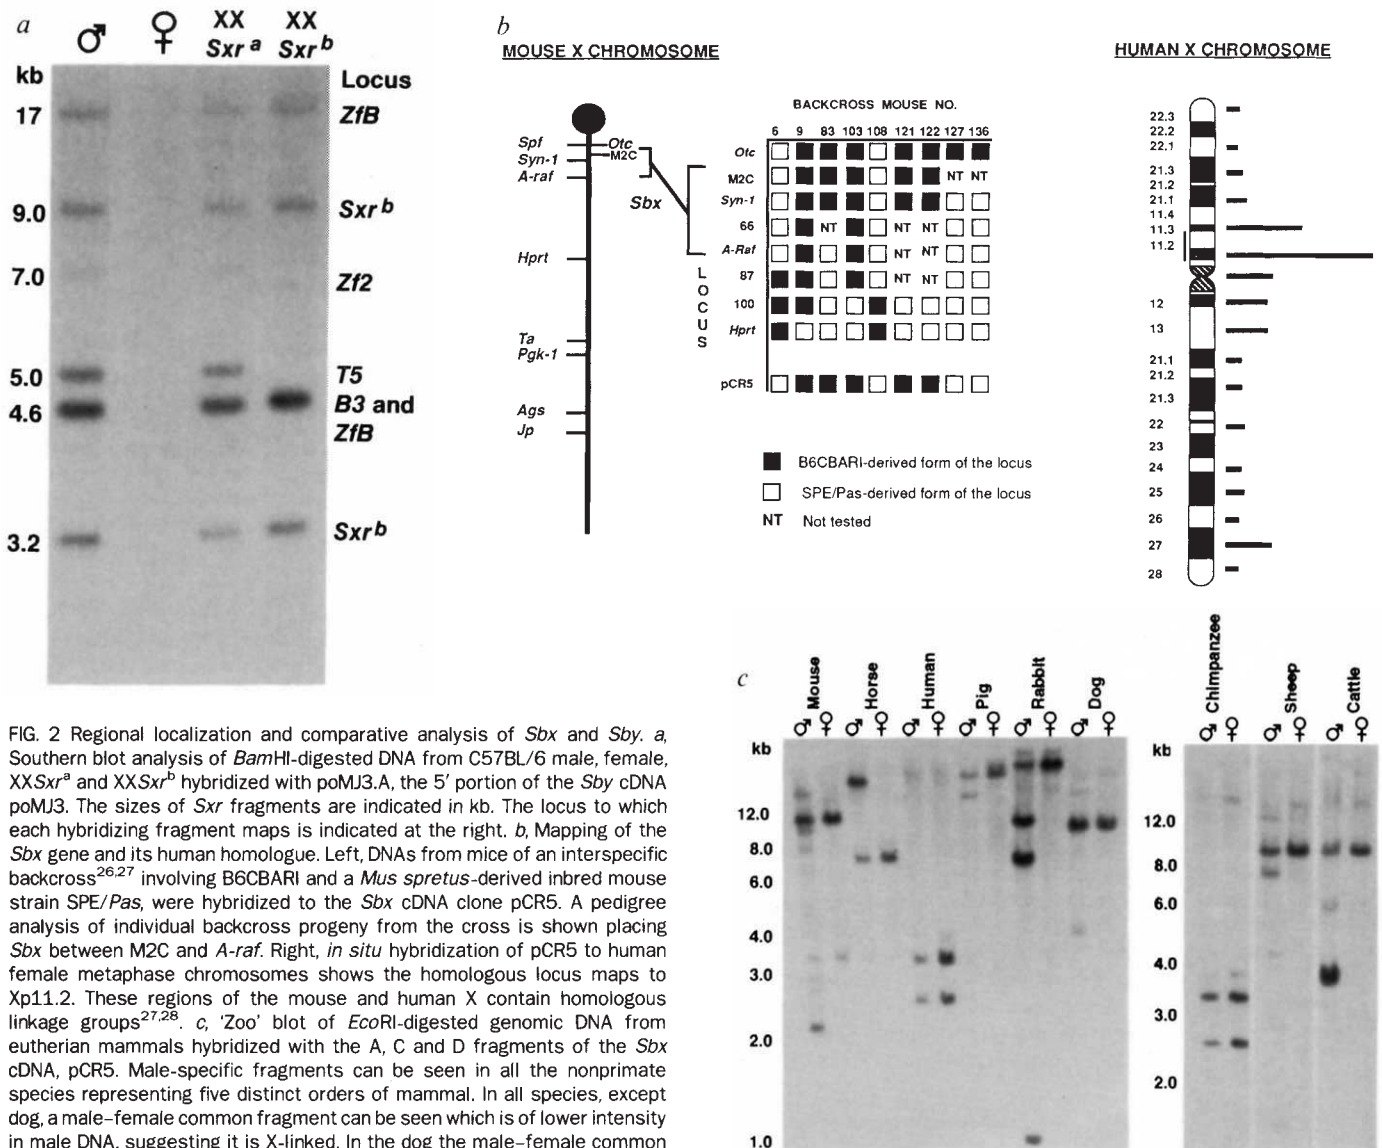 a
♂ ♀ XX Sxr a XX Sxr b
kb
Locus
17
ZfB
9.0
Sxr b
7.0
Zf2
5.0
T5
4.6
B3 and
ZfB
3.2
Sxr b
b
MOUSE X CHROMOSOME
Spf
Otc
Syn-1
M2C
A-raf
Sbx
Hprt
Ta
Pgk-1
Ags
Jp
BACKCROSS MOUSE NO.
6 9 83 103 108 121 122 127 136
Otc
M2C NT NT
Syn-1
66 NT NT NT
A-Raf NT NT
87 NT NT
100
Hprt
pCR5
LOCUS
B6CBARI-derived form of the locus
SPE/Pas-derived form of the locus
NT Not tested
HUMAN X CHROMOSOME
22.3
22.2
22.1
21.3
21.2
21.1
11.4
11.3
11.2
12
13
21.1
21.2
21.3
22
23
24
25
26
27
28
c
Mouse Horse Human Pig Rabbit Dog
♂ ♀ ♂ ♀ ♂ ♀ ♂ ♀ ♂ ♀ ♂ ♀
kb
12.0
8.0
6.0
4.0
3.0
2.0
1.0
Chimpanzee Sheep Cattle
♂ ♀ ♂ ♀ ♂ ♀
kb
12.0
8.0
6.0
4.0
3.0
2.0
FIG. 2 Regional localization and comparative analysis of Sbx and Sby. a,
Southern blot analysis of BamHI-digested DNA from C57BL/6 male, female,
XXSxrᵃ and XXSxrᵇ hybridized with poMJ3.A, the 5′ portion of the Sby cDNA
poMJ3. The sizes of Sxr fragments are indicated in kb. The locus to which
each hybridizing fragment maps is indicated at the right. b, Mapping of the
Sbx gene and its human homologue. Left, DNAs from mice of an interspecific
backcross²⁶,²⁷ involving B6CBARI and a Mus spretus-derived inbred mouse
strain SPE/Pas, were hybridized to the Sbx cDNA clone pCR5. A pedigree
analysis of individual backcross progeny from the cross is shown placing
Sbx between M2C and A-raf. Right, in situ hybridization of pCR5 to human
female metaphase chromosomes shows the homologous locus maps to
Xp11.2. These regions of the mouse and human X contain homologous
linkage groups²⁷,²⁸. c, ‘Zoo’ blot of EcoRI-digested genomic DNA from
eutherian mammals hybridized with the A, C and D fragments of the Sbx
cDNA, pCR5. Male-specific fragments can be seen in all the nonprimate
species representing five distinct orders of mammal. In all species, except
dog, a male–female common fragment can be seen which is of lower intensity
in male DNA, suggesting it is X-linked. In the dog the male–female common